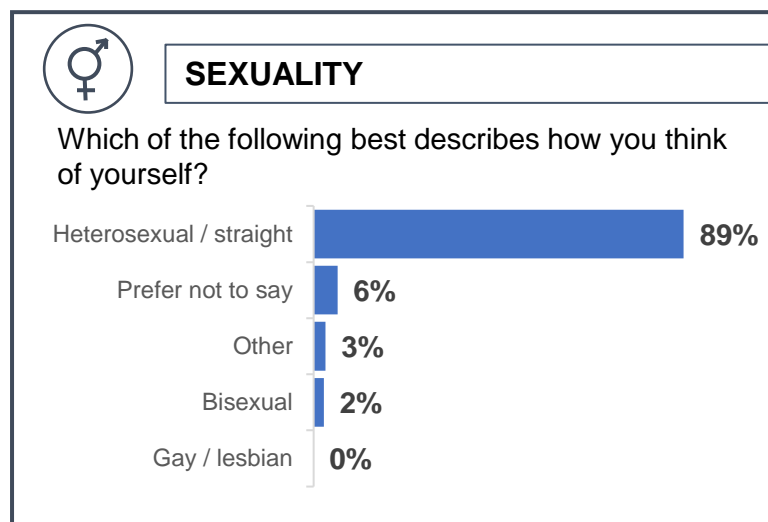 SEXUALITY
Which of the following best describes how you think
of yourself?
Heterosexual / straight 89%
Prefer not to say 6%
Other 3%
Bisexual 2%
Gay / lesbian 0%